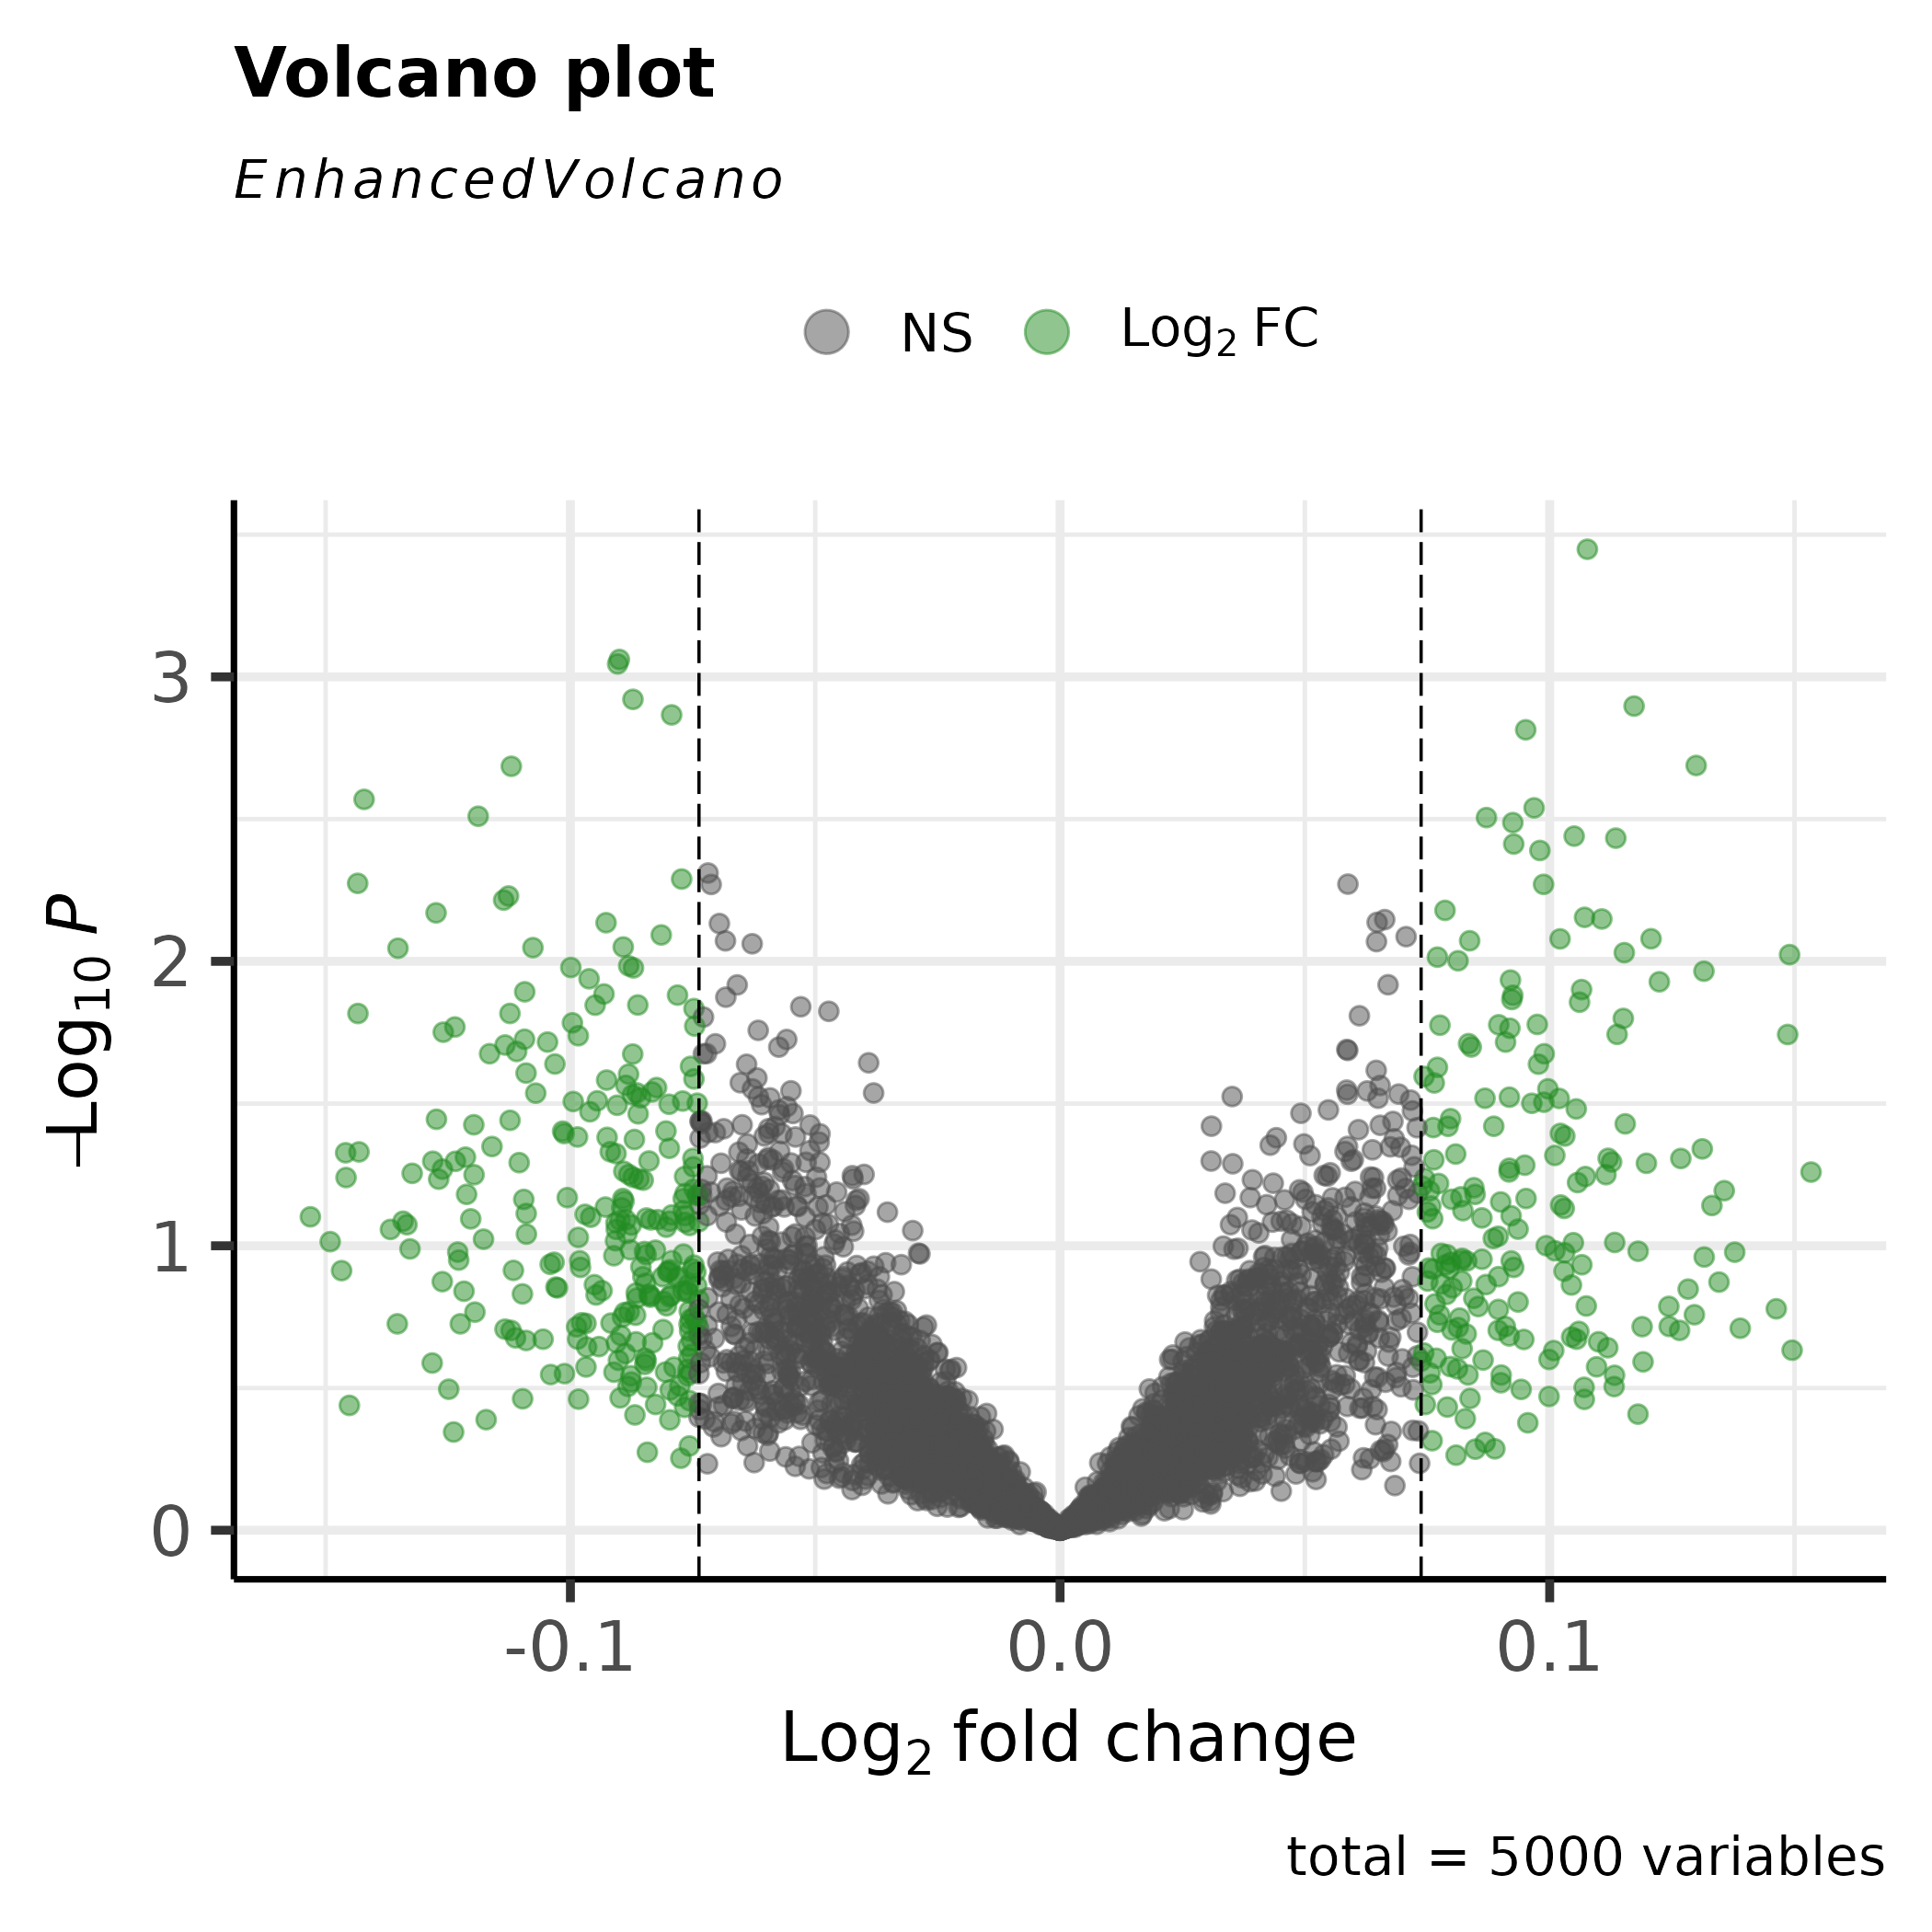 Volcano plot
EnhancedVolcano
NS Log₂ FC
3
2
1
0
–Log₁₀ P
-0.1 0.0 0.1
Log₂ fold change
total = 5000 variables